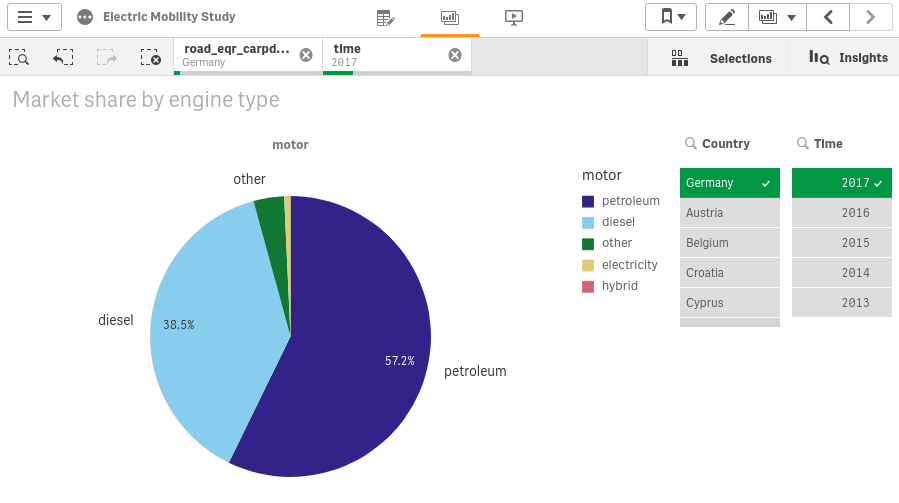 Electric Mobility Study
road_eqr_carpd...
Germany
time
2017
Selections
Insights
Market share by engine type
motor
other
diesel
38.5%
57.2%
petroleum
motor
petroleum
diesel
other
electricity
hybrid
Country
Germany
Austria
Belgium
Croatia
Cyprus
Time
2017
2016
2015
2014
2013